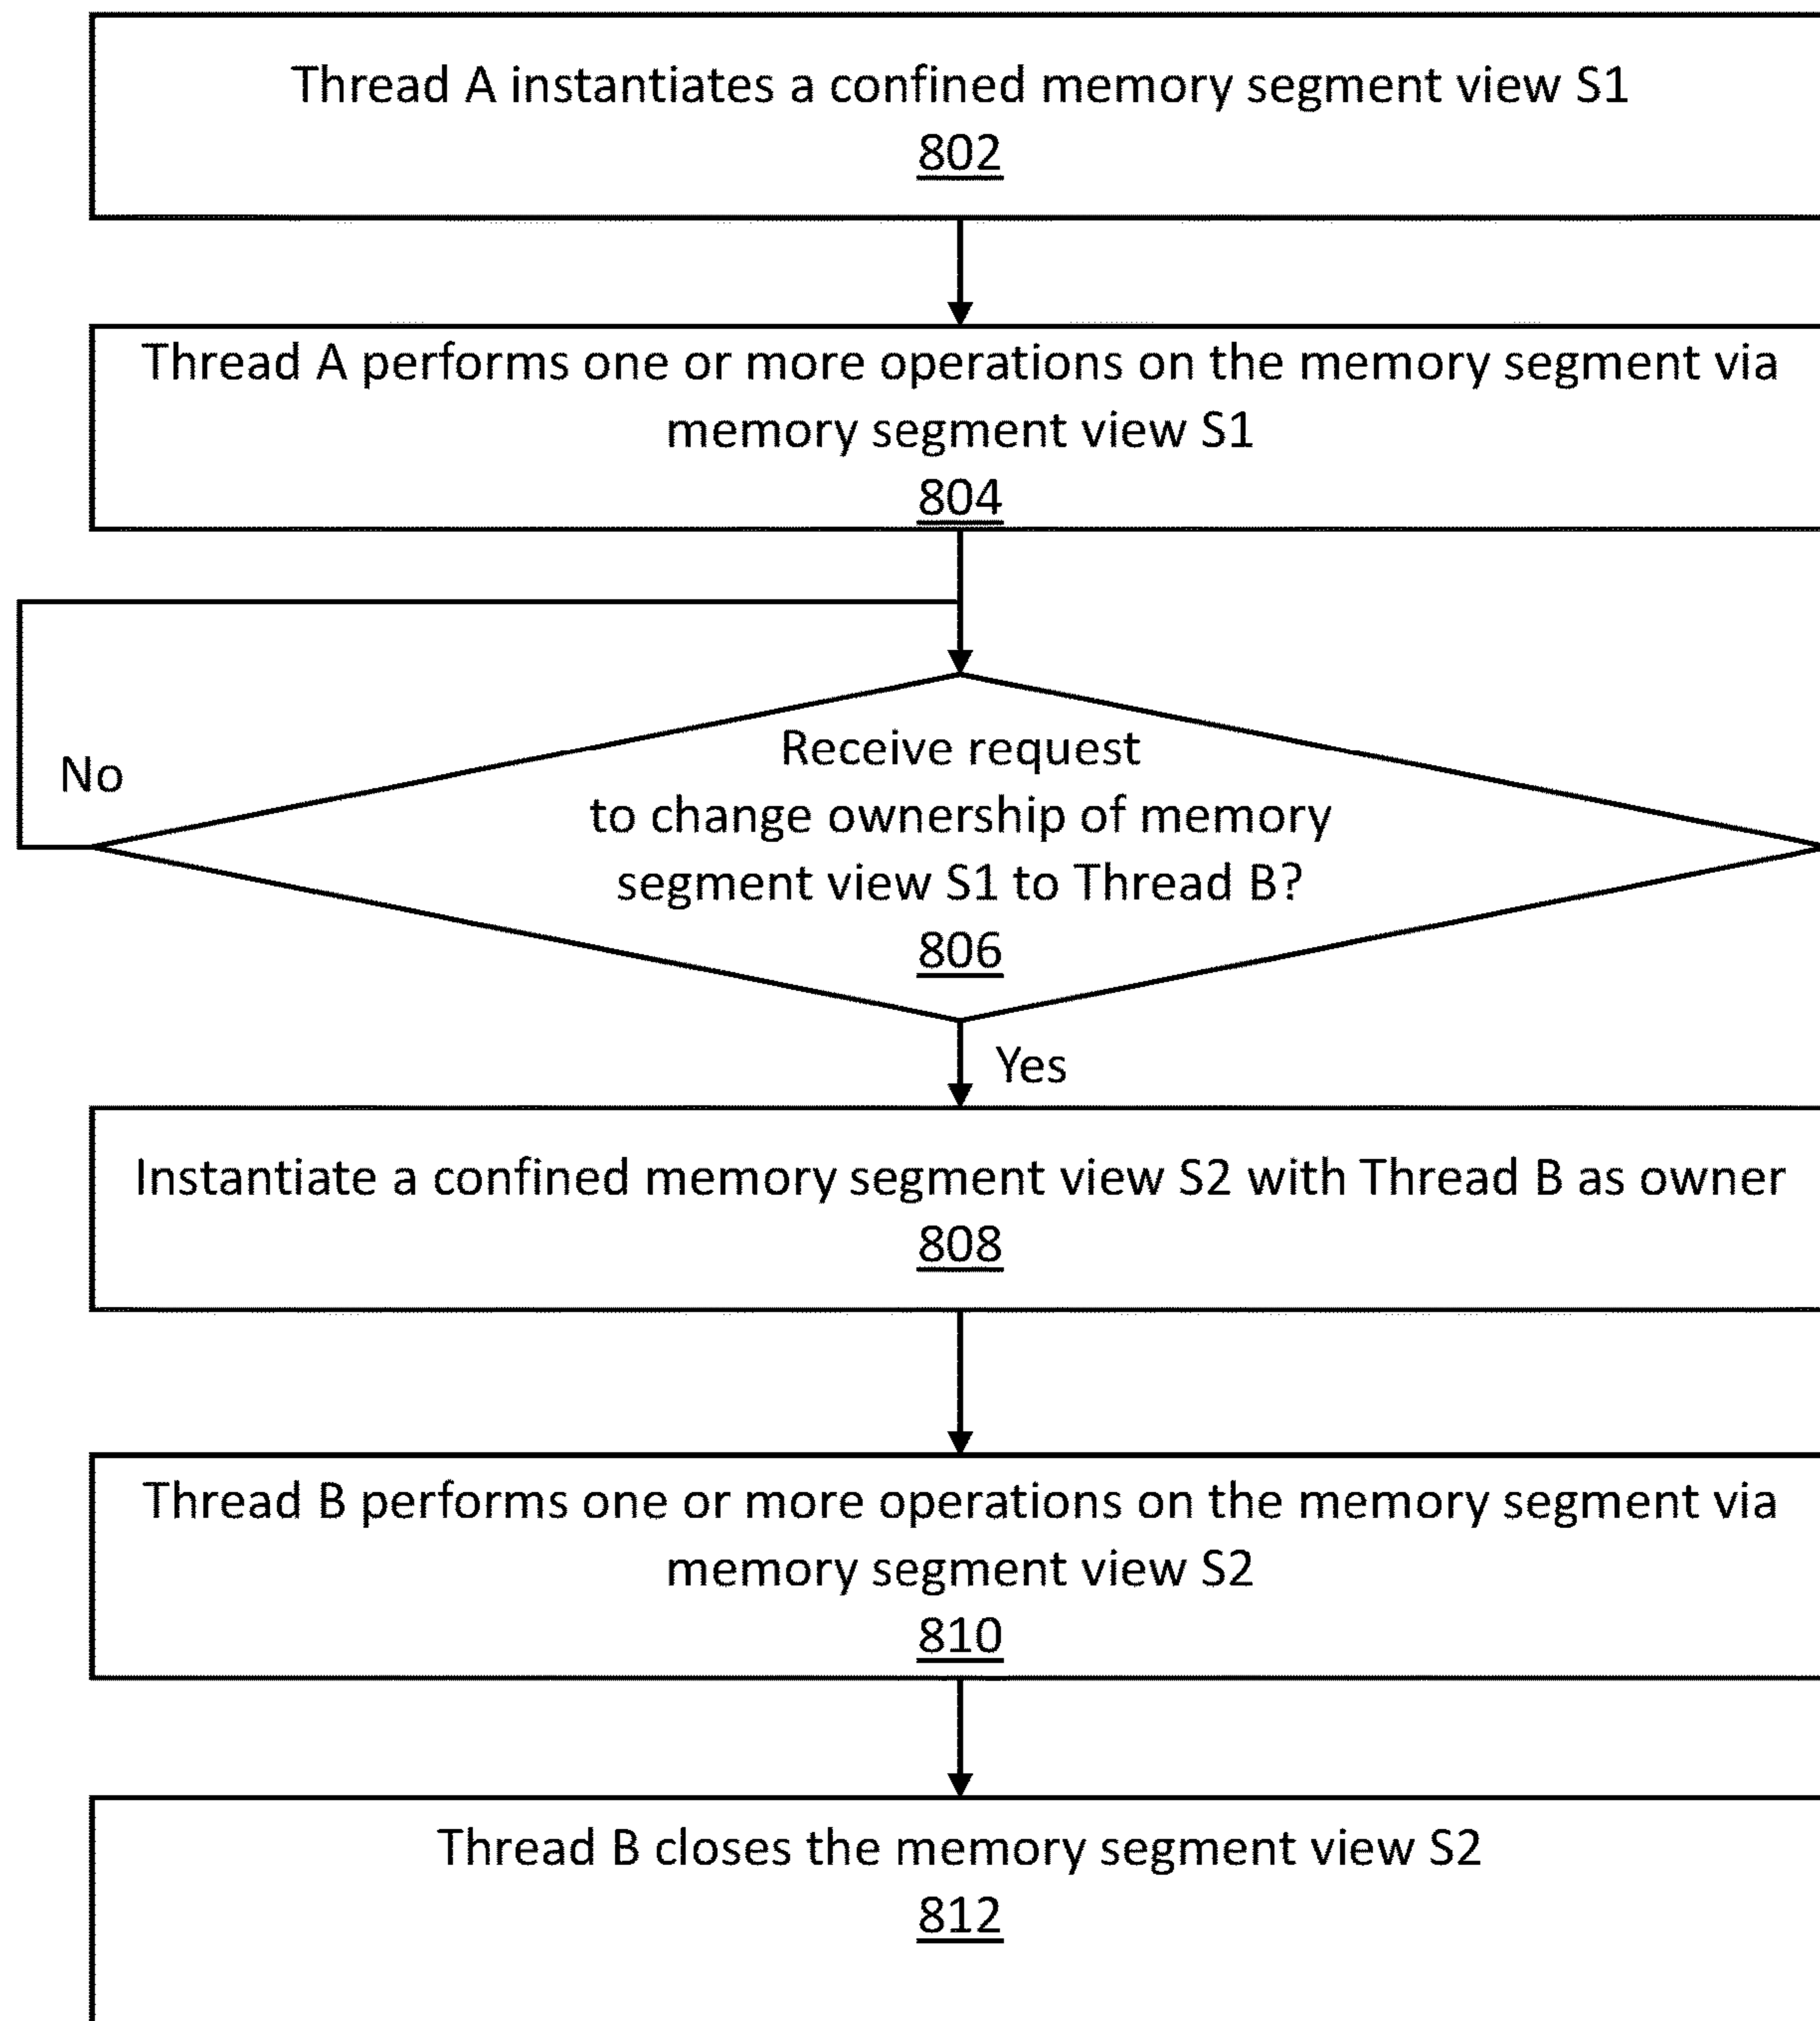 Thread A instantiates a confined memory segment view S1
802
Thread A performs one or more operations on the memory segment via
memory segment view S1
804
No
Receive request
to change ownership of memory
segment view S1 to Thread B?
806
Yes
Instantiate a confined memory segment view S2 with Thread B as owner
808
Thread B performs one or more operations on the memory segment via
memory segment view S2
810
Thread B closes the memory segment view S2
812